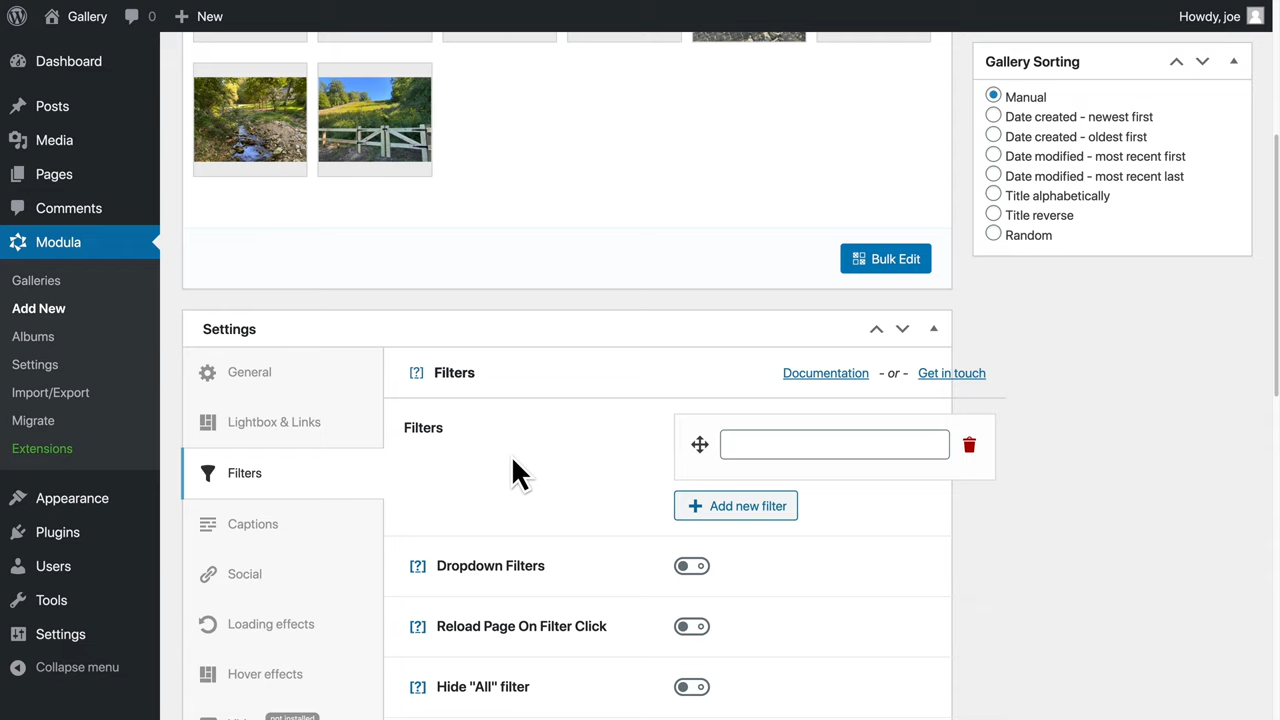 Gallery
0
New
Howdy, joe
Dashboard
Posts
Media
Pages
Comments
Modula
Galleries
Add New
Albums
Settings
Import/Export
Migrate
Extensions
Appearance
Plugins
Users
Tools
Settings
Collapse menu
Bulk Edit
Settings
General
Lightbox & Links
Filters
Captions
Social
Loading effects
Hover effects
not installed
[?] Filters
Documentation - or - Get in touch
Filters
Add new filter
[?] Dropdown Filters
[?] Reload Page On Filter Click
[?] Hide "All" filter
Gallery Sorting
Manual
Date created - newest first
Date created - oldest first
Date modified - most recent first
Date modified - most recent last
Title alphabetically
Title reverse
Random